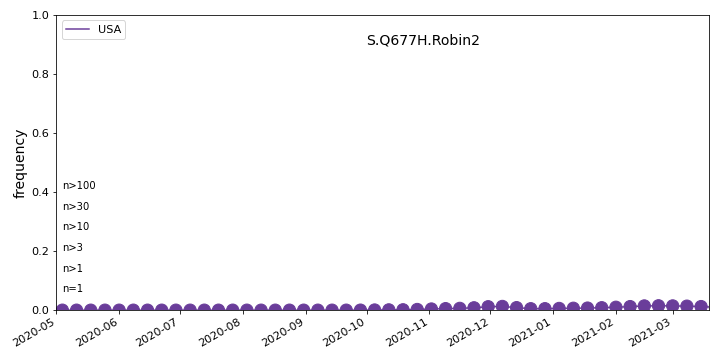 USA
S.Q677H.Robin2
frequency
1.0
0.8
0.6
0.4
0.2
0.0
n>100
n>30
n>10
n>3
n>1
n=1
2020-05
2020-06
2020-07
2020-08
2020-09
2020-10
2020-11
2020-12
2021-01
2021-02
2021-03